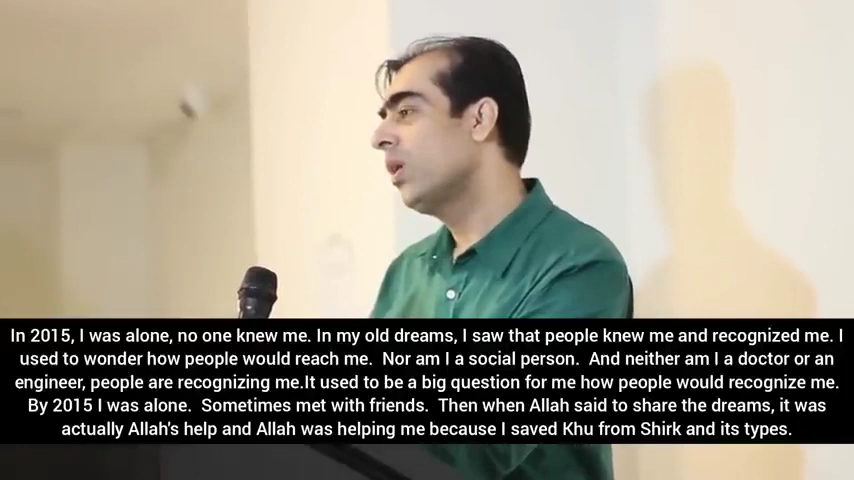 In 2015, I was alone, no one knew me. In my old dreams, I saw that people knew me and recognized me. I
used to wonder how people would reach me.  Nor am I a social person.  And neither am I a doctor or an
engineer, people are recognizing me.It used to be a big question for me how people would recognize me.
By 2015 I was alone.  Sometimes met with friends.  Then when Allah said to share the dreams, it was
actually Allah's help and Allah was helping me because I saved Khu from Shirk and its types.